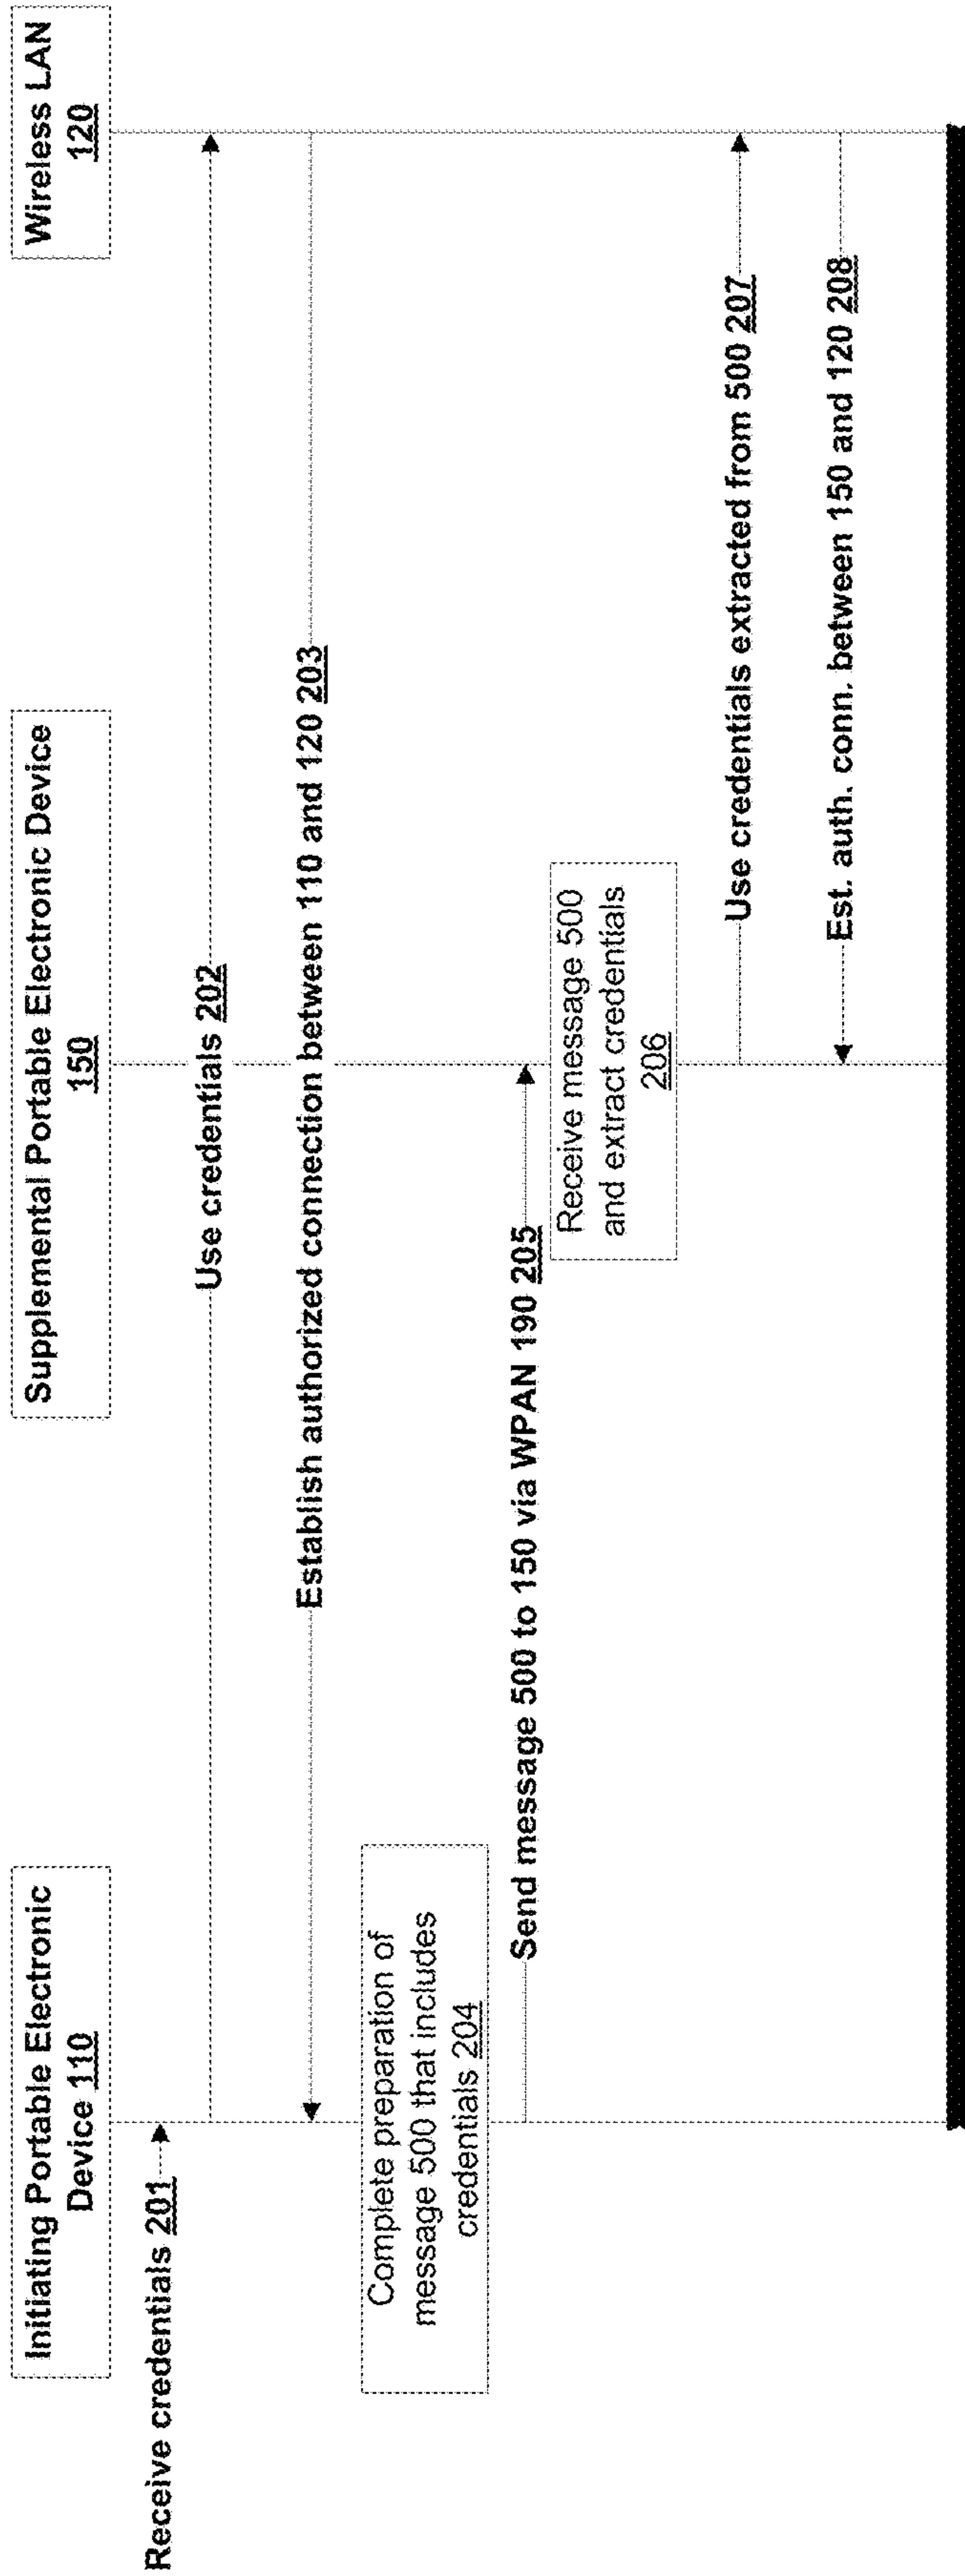 Initiating Portable Electronic
Device 110
Supplemental Portable Electronic Device
150
Wireless LAN
120
Receive credentials 201
Use credentials 202
Establish authorized connection between 110 and 120 203
Complete preparation of
message 500 that includes
credentials 204
Send message 500 to 150 via WPAN 190 205
Receive message 500
and extract credentials
206
Use credentials extracted from 500 207
Est. auth. conn. between 150 and 120 208